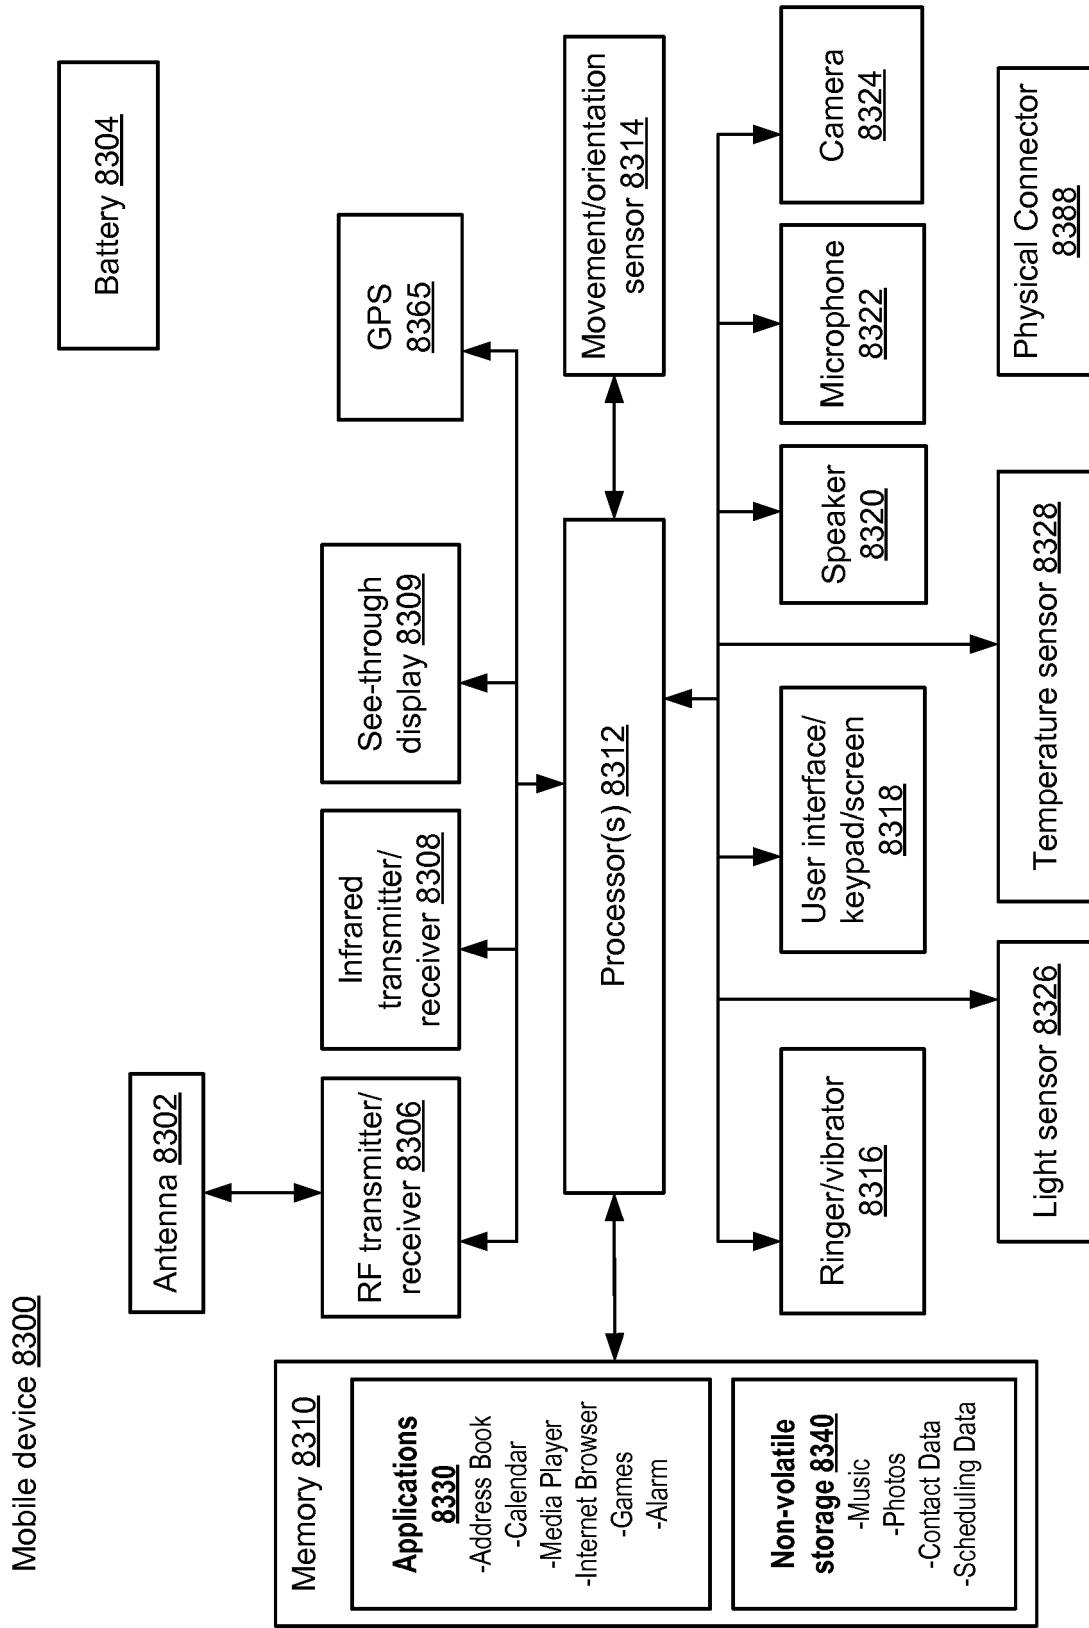 Mobile device 8300
Battery 8304
Antenna 8302
RF transmitter/
receiver 8306
Infrared
transmitter/
receiver 8308
See-through
display 8309
GPS
8365
Memory 8310
Applications
8330
-Address Book
-Calendar
-Media Player
-Internet Browser
-Games
-Alarm
Non-volatile
storage 8340
-Music
-Photos
-Contact Data
-Scheduling Data
Processor(s) 8312
Movement/orientation
sensor 8314
Ringer/vibrator
8316
User interface/
keypad/screen
8318
Speaker
8320
Microphone
8322
Camera
8324
Light sensor 8326
Temperature sensor 8328
Physical Connector
8388